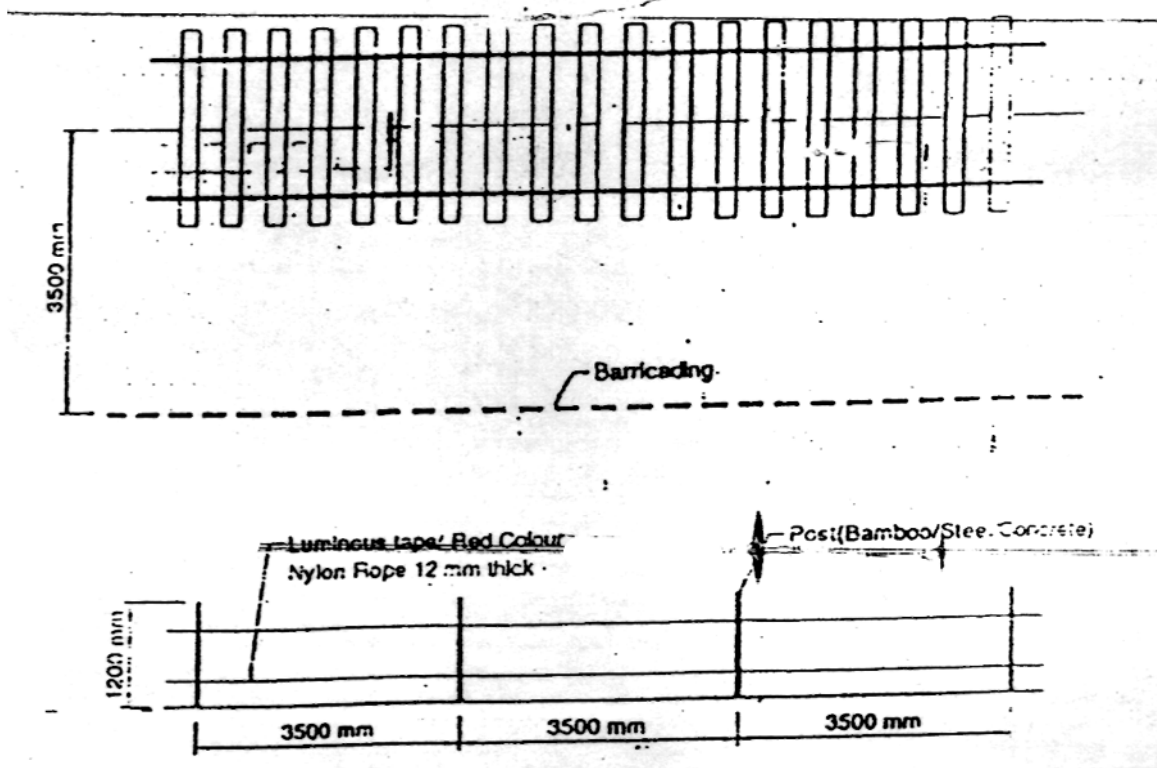 3500 mm
Barricading
Luminous tape/ Red Colour
Nylon Rope 12 mm thick
Post(Bamboo/Steel Concrete)
1200 mm
3500 mm
3500 mm
3500 mm